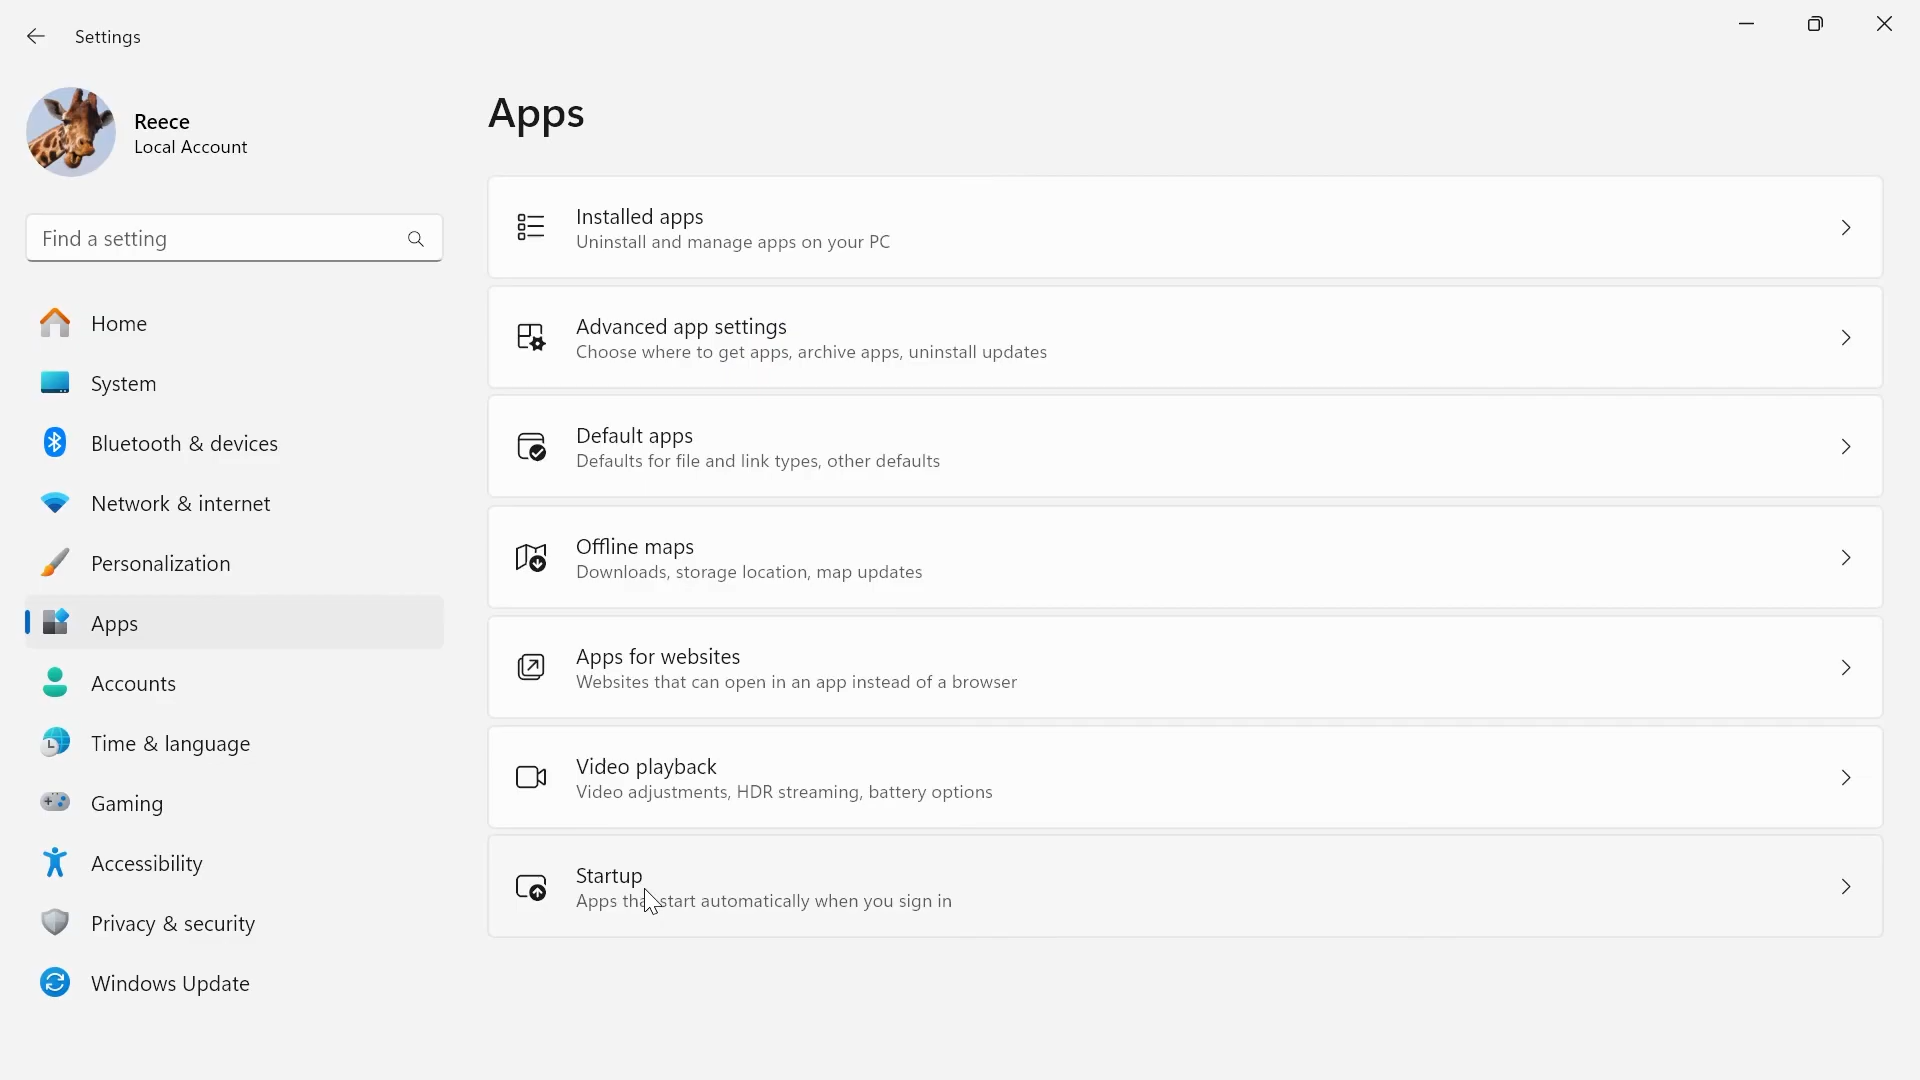 Settings
Reece
Local Account
Find a setting
Home
System
Bluetooth & devices
Network & internet
Personalization
Apps
Accounts
Time & language
Gaming
Accessibility
Privacy & security
Windows Update
Apps
Installed apps
Uninstall and manage apps on your PC
Advanced app settings
Choose where to get apps, archive apps, uninstall updates
Default apps
Defaults for file and link types, other defaults
Offline maps
Downloads, storage location, map updates
Apps for websites
Websites that can open in an app instead of a browser
Video playback
Video adjustments, HDR streaming, battery options
Startup
Apps that start automatically when you sign in